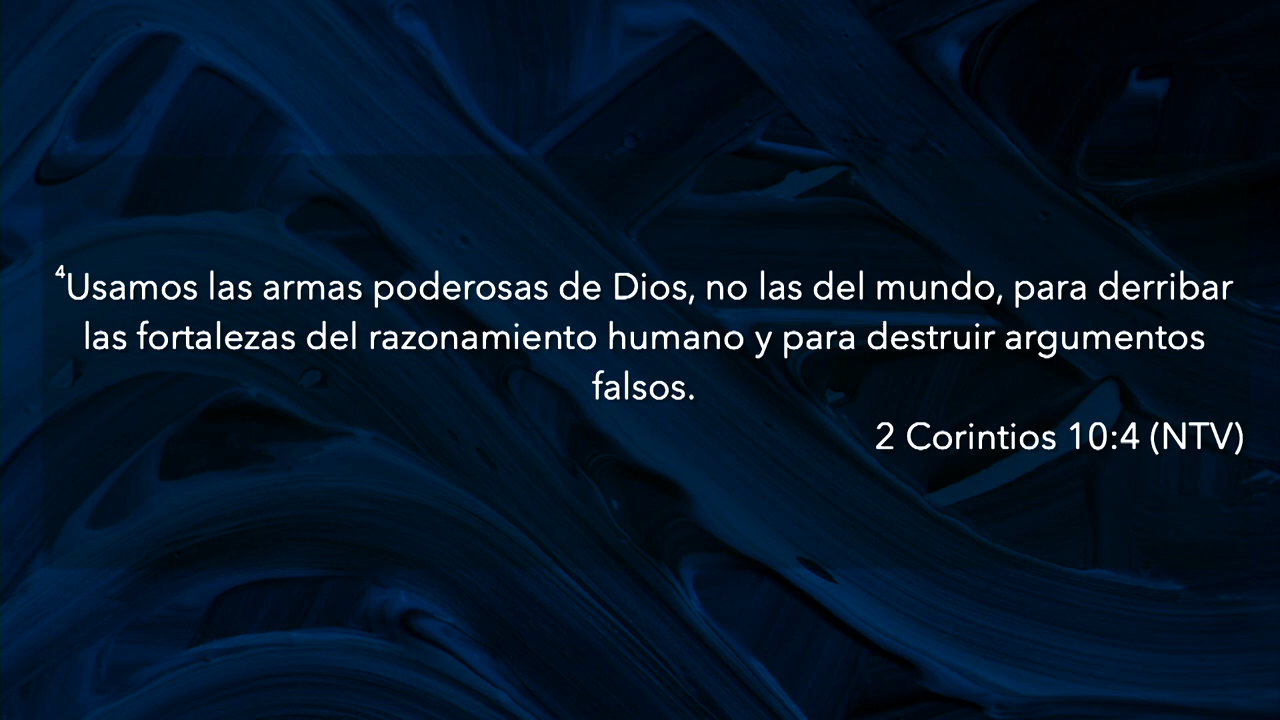 ⁴Usamos las armas poderosas de Dios, no las del mundo, para derribar
las fortalezas del razonamiento humano y para destruir argumentos
falsos.
2 Corintios 10:4 (NTV)